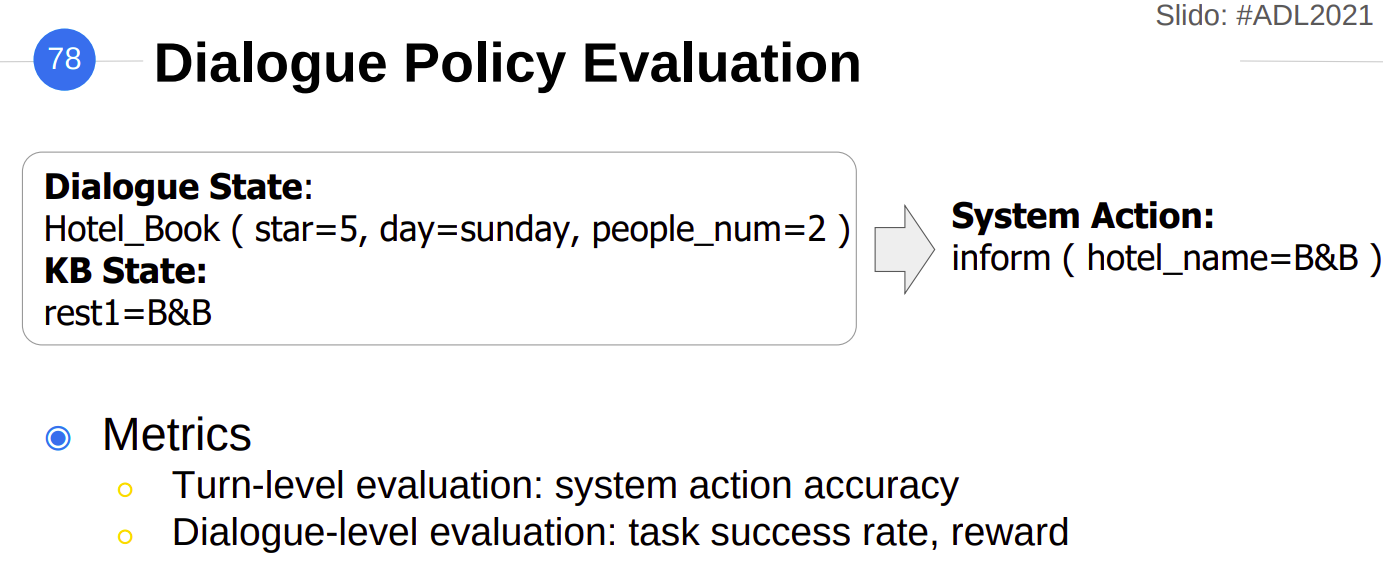 Slido: #ADL2021
78
Dialogue Policy Evaluation
Dialogue State:
Hotel_Book ( star=5, day=sunday, people_num=2 )
KB State:
rest1=B&B
System Action:
inform ( hotel_name=B&B )
Metrics
Turn-level evaluation: system action accuracy
Dialogue-level evaluation: task success rate, reward